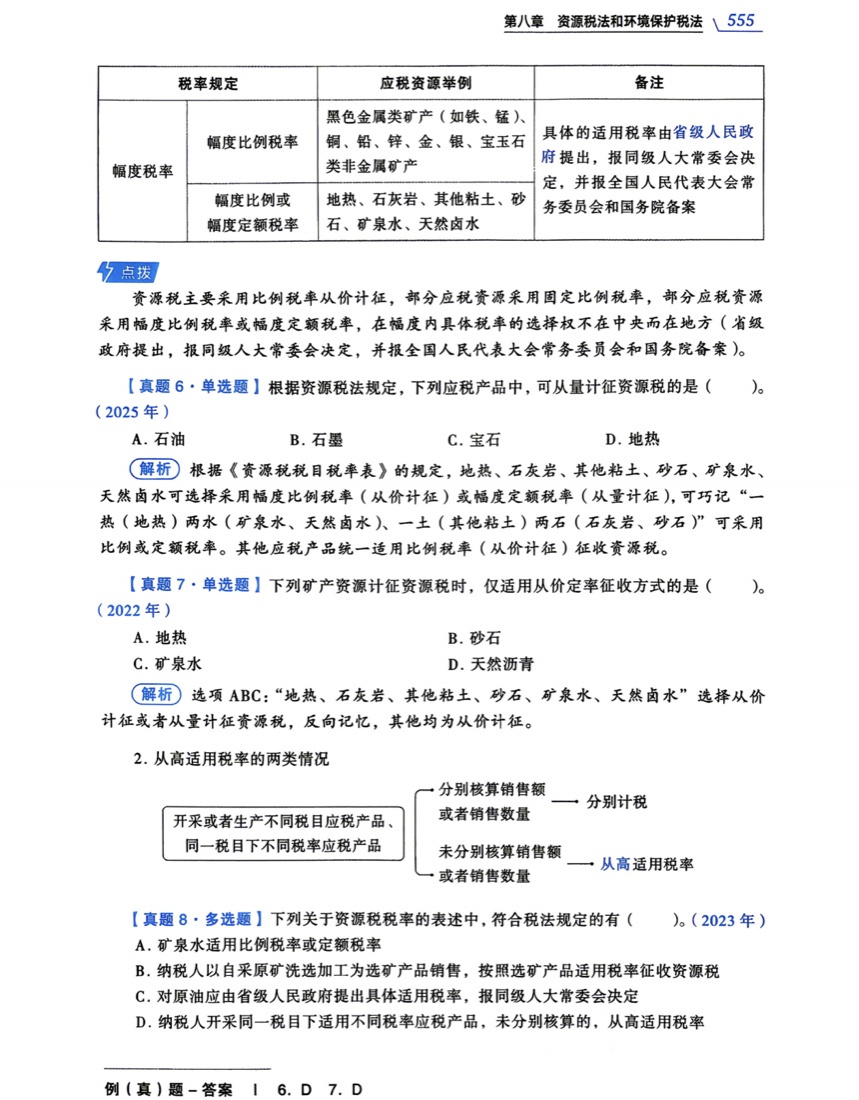 第八章 资源税法和环境保护税法 555
税率规定 应税资源举例 备注
幅度税率
幅度比例税率
黑色金属类矿产（如铁、锰）、
铜、铅、锌、金、银、宝玉石
类非金属矿产
幅度比例或
幅度定额税率
地热、石灰岩、其他粘土、砂
石、矿泉水、天然卤水
具体的适用税率由省级人民政
府提出，报同级人大常委会决
定，并报全国人民代表大会常
务委员会和国务院备案
点拨
资源税主要采用比例税率从价计征，部分应税资源采用固定比例税率，部分应税资源
采用幅度比例税率或幅度定额税率，在幅度内具体税率的选择权不在中央而在地方（省级
政府提出，报同级人大常委会决定，并报全国人民代表大会常务委员会和国务院备案）。
【真题6·单选题】根据资源税法规定，下列应税产品中，可从量计征资源税的是（ ）。
（2025年）
A. 石油 B. 石墨 C. 宝石 D. 地热
解析 根据《资源税税目税率表》的规定，地热、石灰岩、其他粘土、砂石、矿泉水、
天然卤水可选择采用幅度比例税率（从价计征）或幅度定额税率（从量计征），可巧记“一
热（地热）两水（矿泉水、天然卤水）、一土（其他粘土）两石（石灰岩、砂石）”可采用
比例或定额税率。其他应税产品统一适用比例税率（从价计征）征收资源税。
【真题7·单选题】下列矿产资源计征资源税时，仅适用从价定率征收方式的是（ ）。
（2022年）
A. 地热 B. 砂石
C. 矿泉水 D. 天然沥青
解析 选项ABC：“地热、石灰岩、其他粘土、砂石、矿泉水、天然卤水”选择从价
计征或者从量计征资源税，反向记忆，其他均为从价计征。
2. 从高适用税率的两类情况
开采或者生产不同税目应税产品、
同一税目下不同税率应税产品
分别核算销售额
或者销售数量
分别计税
未分别核算销售额
或者销售数量
从高适用税率
【真题8·多选题】下列关于资源税税率的表述中，符合税法规定的有（ ）。（2023年）
A. 矿泉水适用比例税率或定额税率
B. 纳税人以自采原矿洗选加工为选矿产品销售，按照选矿产品适用税率征收资源税
C. 对原油应由省级人民政府提出具体适用税率，报同级人大常委会决定
D. 纳税人开采同一税目下适用不同税率应税产品，未分别核算的，从高适用税率
例（真）题－答案 | 6. D 7. D